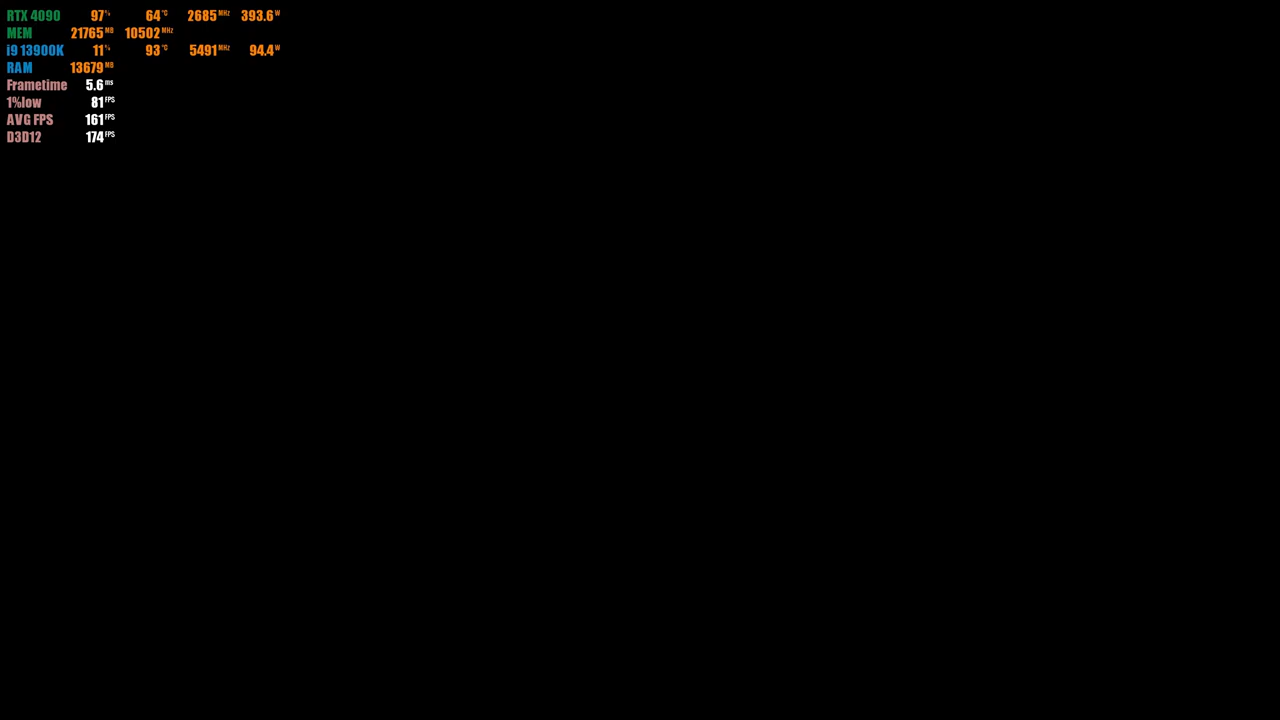 RTX 4090 97% 64°C 2685MHz 393.6W
MEM 21765MB 10502MHz
i9 13900K 11% 93°C 5491MHz 94.4W
RAM 13679MB
Frametime 5.6ms
1%low 81FPS
AVG FPS 161FPS
D3D12 174FPS